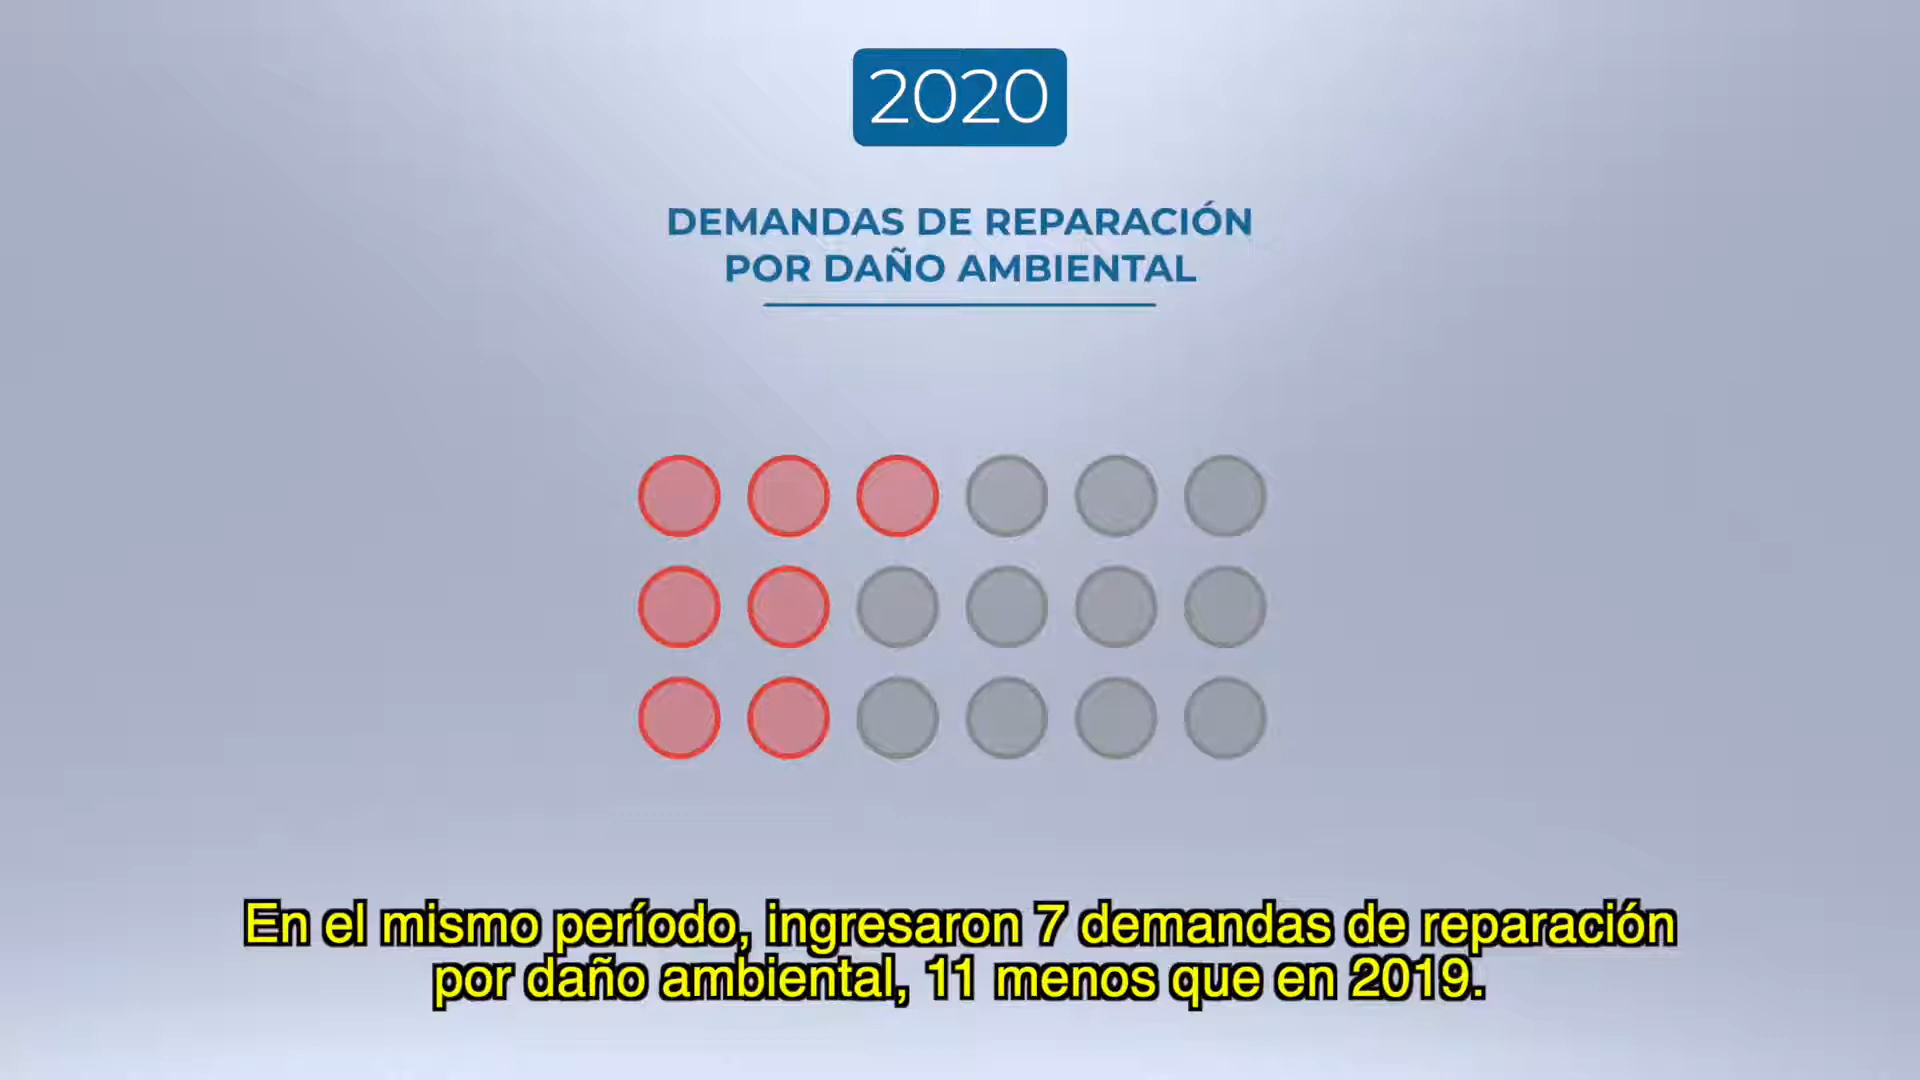 2020
DEMANDAS DE REPARACIÓN
POR DAÑO AMBIENTAL
En el mismo período, ingresaron 7 demandas de reparación
por daño ambiental, 11 menos que en 2019.